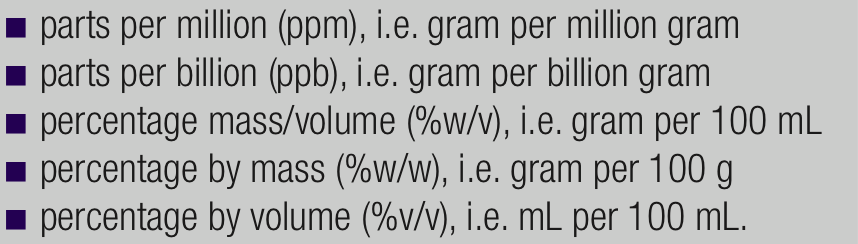 ■ parts per million (ppm), i.e. gram per million gram
■ parts per billion (ppb), i.e. gram per billion gram
■ percentage mass/volume (%w/v), i.e. gram per 100 mL
■ percentage by mass (%w/w), i.e. gram per 100 g
■ percentage by volume (%v/v), i.e. mL per 100 mL.